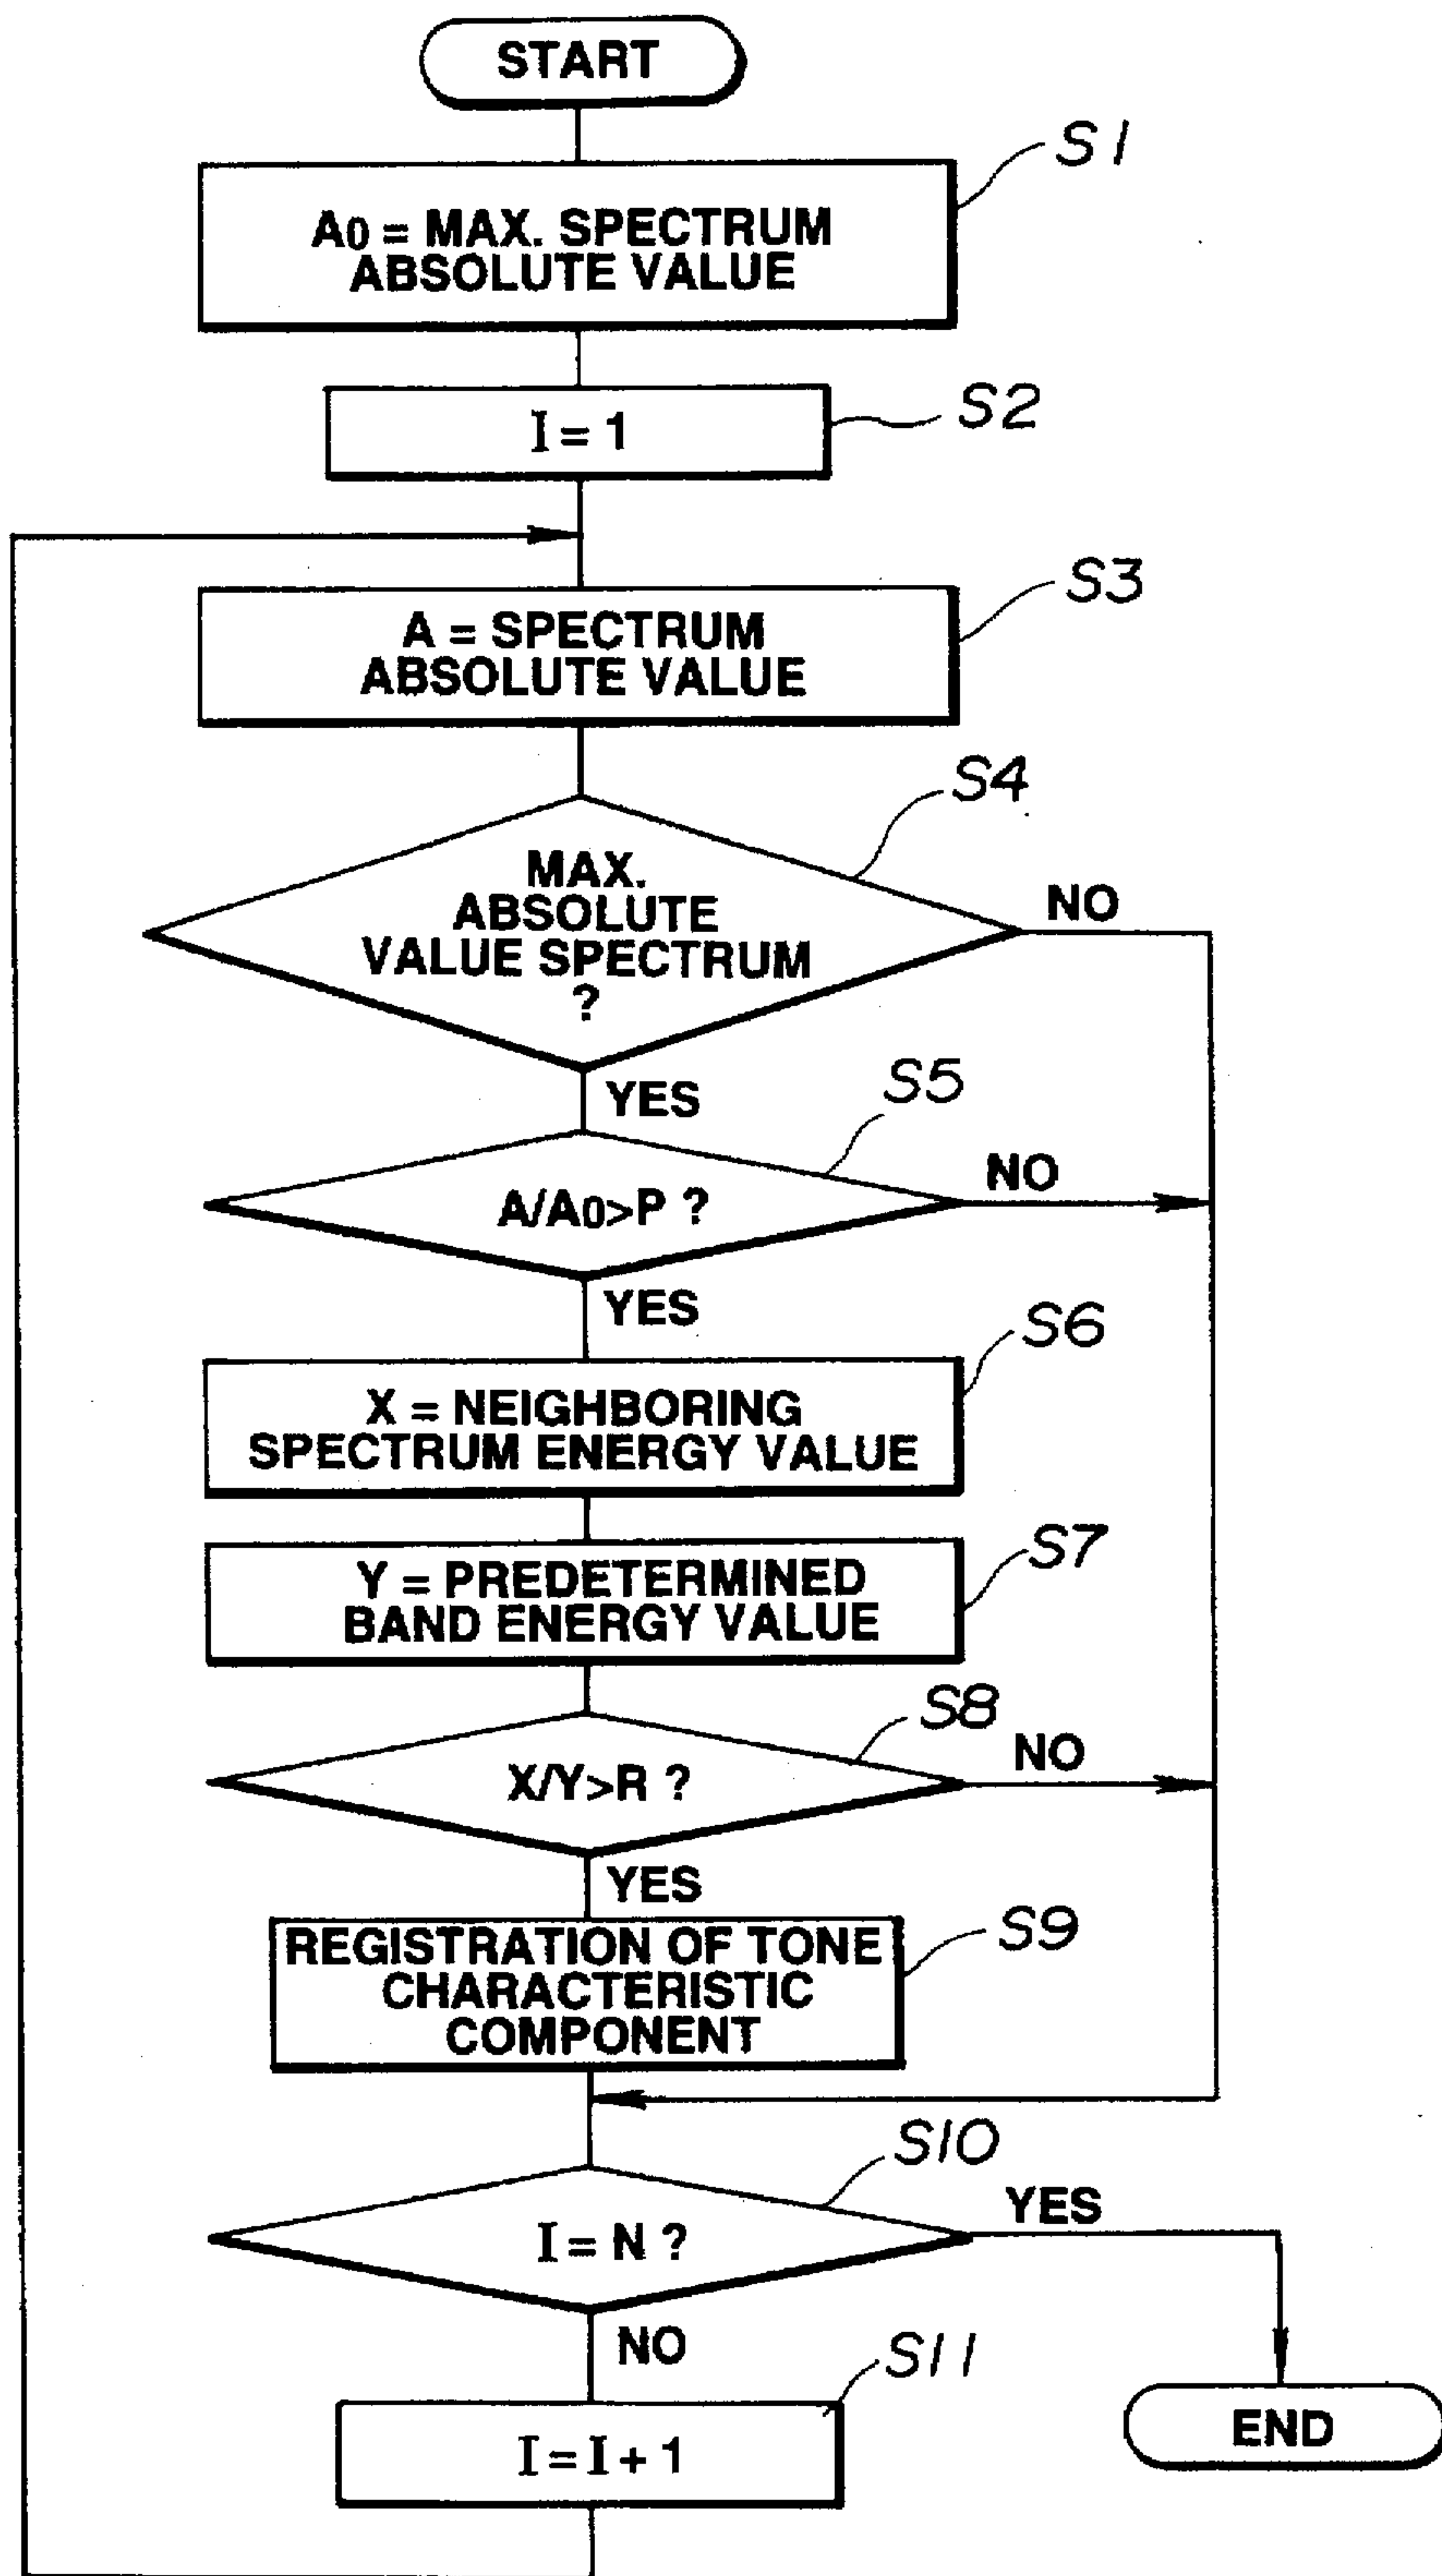 START
S1
A0 = MAX. SPECTRUM
ABSOLUTE VALUE
S2
I = 1
S3
A = SPECTRUM
ABSOLUTE VALUE
S4
MAX.
ABSOLUTE
VALUE SPECTRUM
?
NO
YES
S5
A/A0>P ?
NO
YES
S6
X = NEIGHBORING
SPECTRUM ENERGY VALUE
S7
Y = PREDETERMINED
BAND ENERGY VALUE
S8
X/Y>R ?
NO
YES
S9
REGISTRATION OF TONE
CHARACTERISTIC
COMPONENT
S10
I = N ?
YES
NO
S11
I = I + 1
END